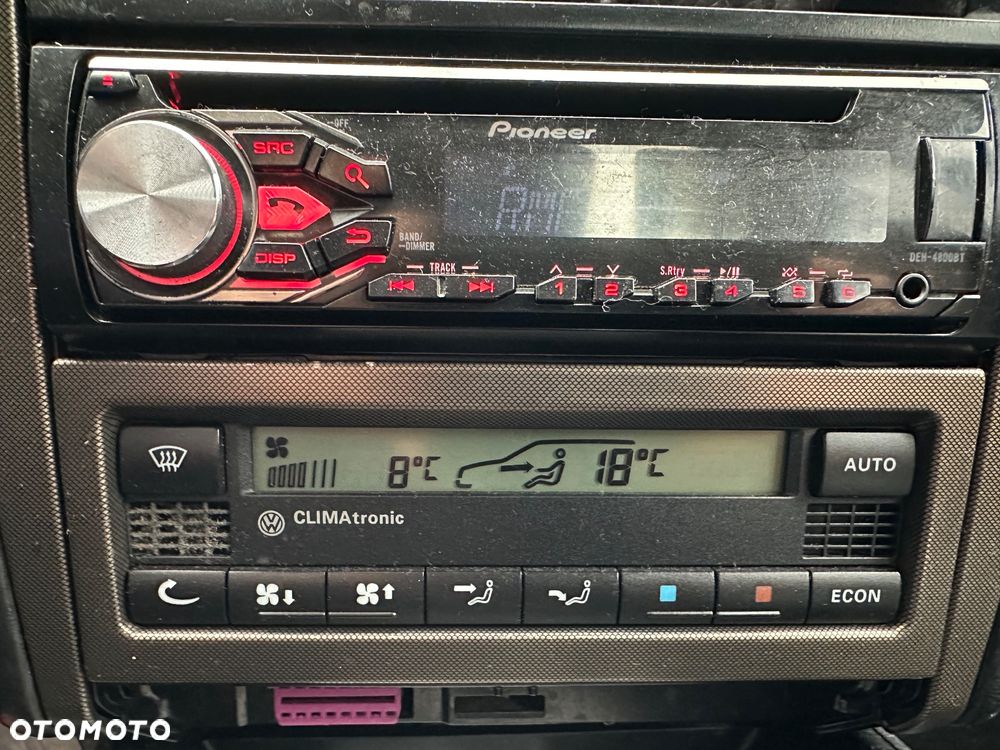 OFF
Pioneer
SRC
DISP
BAND/
DIMMER
TRACK
DEH-4800BT
S.Rtry
1 2 3 4 5 6
8°C 18°C
AUTO
CLIMAtronic
ECON
OTOMOTO